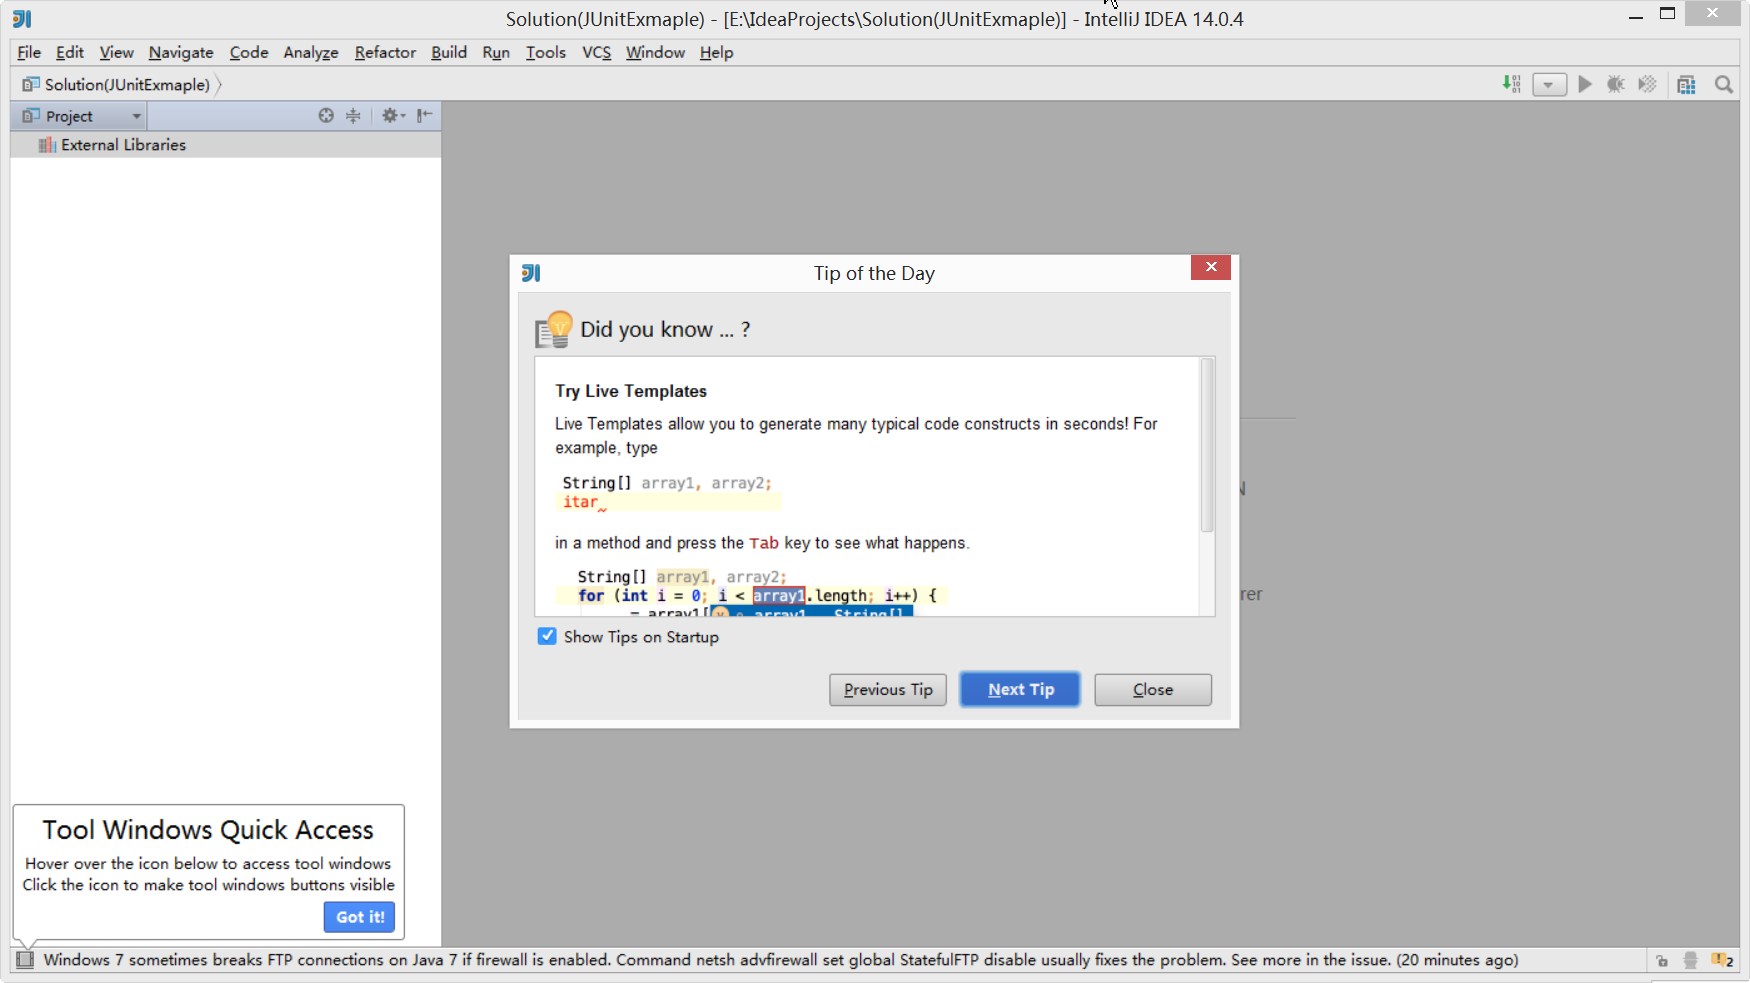 Solution(JUnitExmaple) - [E:\IdeaProjects\Solution(JUnitExmaple)] - IntelliJ IDEA 14.0.4
File Edit View Navigate Code Analyze Refactor Build Run Tools VCS Window Help
Solution(JUnitExmaple)
Project
External Libraries
Tip of the Day
Did you know ... ?
Try Live Templates
Live Templates allow you to generate many typical code constructs in seconds! For
example, type
String[] array1, array2;
itar
in a method and press the Tab key to see what happens.
String[] array1, array2;
for (int i = 0; i < array1.length; i++) {
= array1[ array1 String[]
Show Tips on Startup
Previous Tip Next Tip Close
Tool Windows Quick Access
Hover over the icon below to access tool windows
Click the icon to make tool windows buttons visible
Got it!
Windows 7 sometimes breaks FTP connections on Java 7 if firewall is enabled. Command netsh advfirewall set global StatefulFTP disable usually fixes the problem. See more in the issue. (20 minutes ago)
2